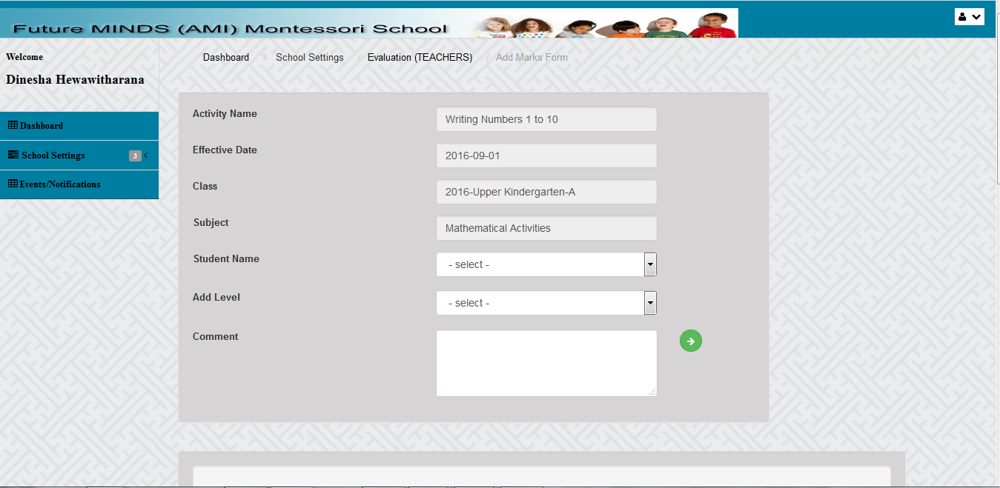 Future MINDS (AMI) Montessori School
Welcome
Dinesha Hewawitharana
Dashboard / School Settings / Evaluation (TEACHERS) / Add Marks Form
Dashboard
School Settings 3
Events/Notifications
Activity Name
Writing Numbers 1 to 10
Effective Date
2016-09-01
Class
2016-Upper Kindergarten-A
Subject
Mathematical Activities
Student Name
- select -
Add Level
- select -
Comment